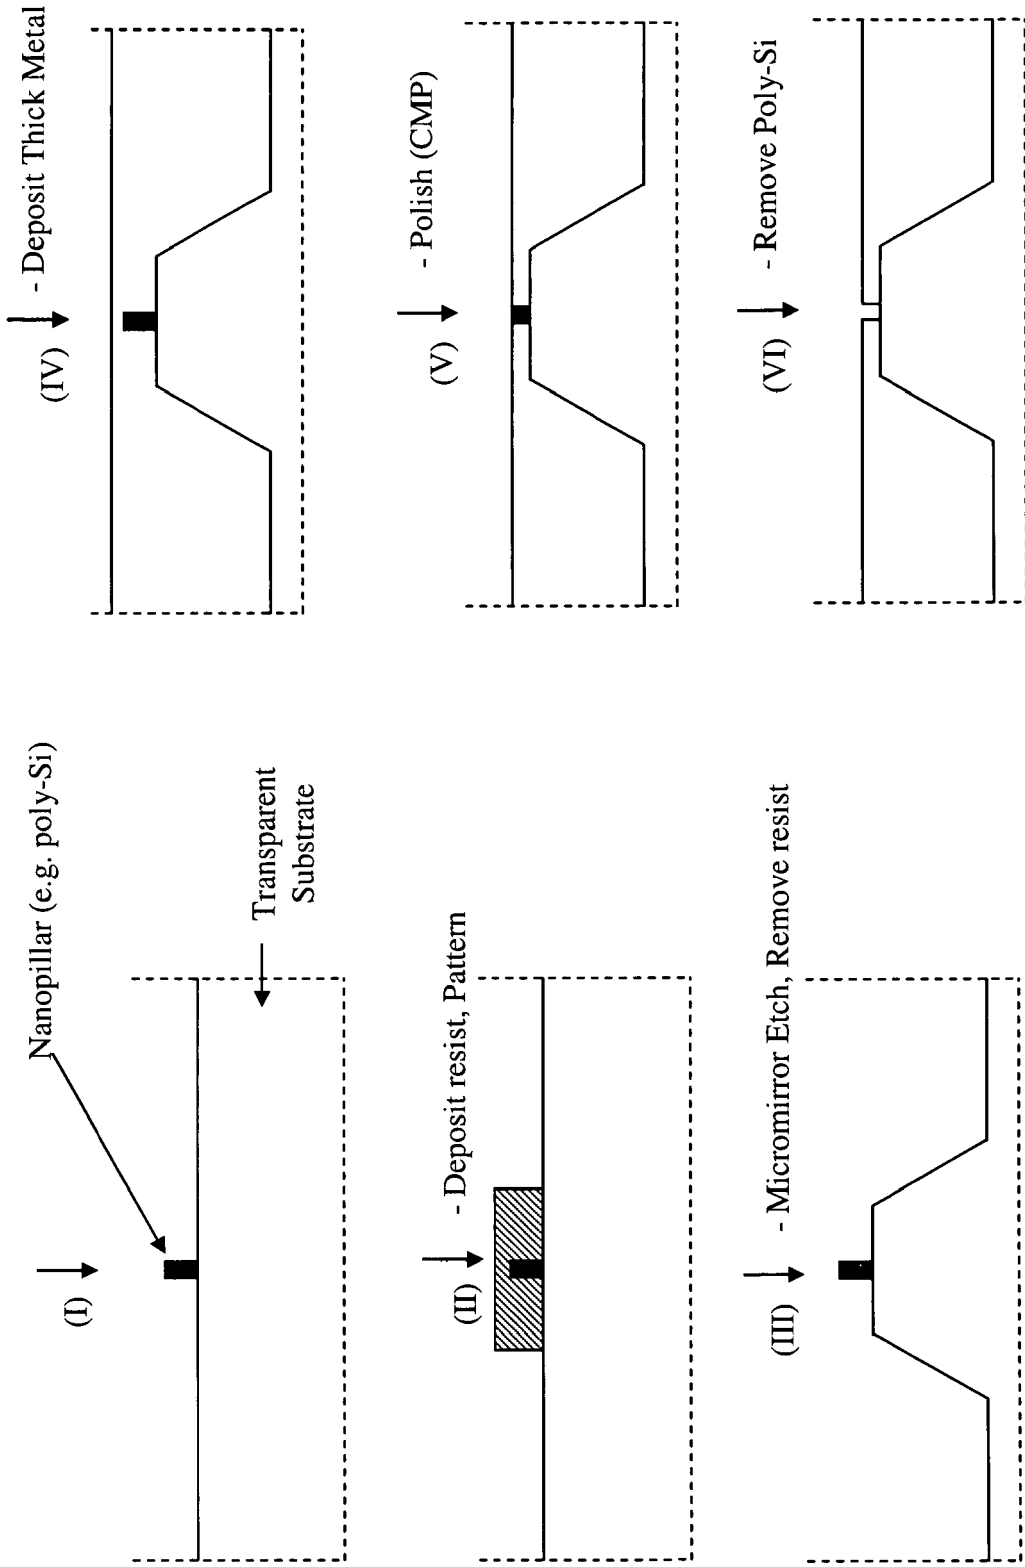 (I)
Nanopillar (e.g. poly-Si)
Transparent
Substrate
(II)
- Deposit resist, Pattern
(III)
- Micromirror Etch, Remove resist
(IV)
- Deposit Thick Metal
(V)
- Polish (CMP)
(VI)
- Remove Poly-Si